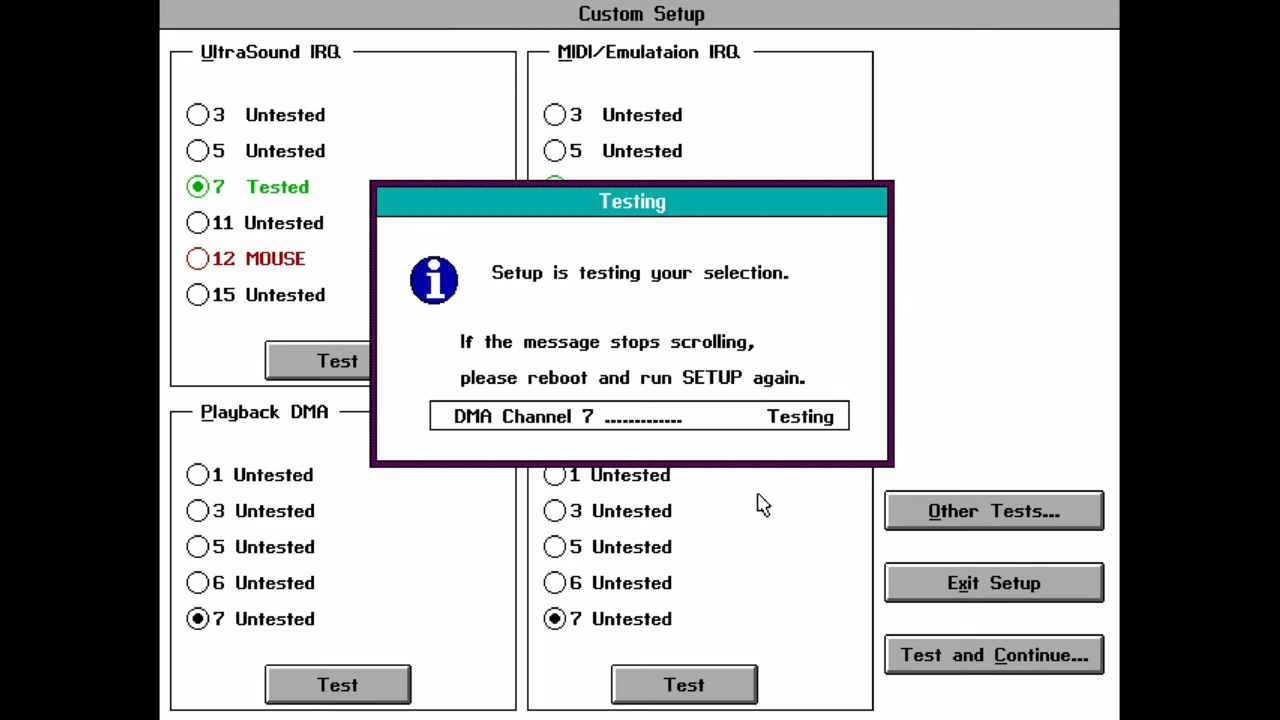 Custom Setup
UltraSound IRQ
3 Untested
5 Untested
7 Tested
11 Untested
12 MOUSE
15 Untested
Test
MIDI/Emulataion IRQ
3 Untested
5 Untested
Testing
Setup is testing your selection.
If the message stops scrolling,
please reboot and run SETUP again.
DMA Channel 7 ............. Testing
Playback DMA
1 Untested
3 Untested
5 Untested
6 Untested
7 Untested
Test
1 Untested
3 Untested
5 Untested
6 Untested
7 Untested
Test
Other Tests...
Exit Setup
Test and Continue...